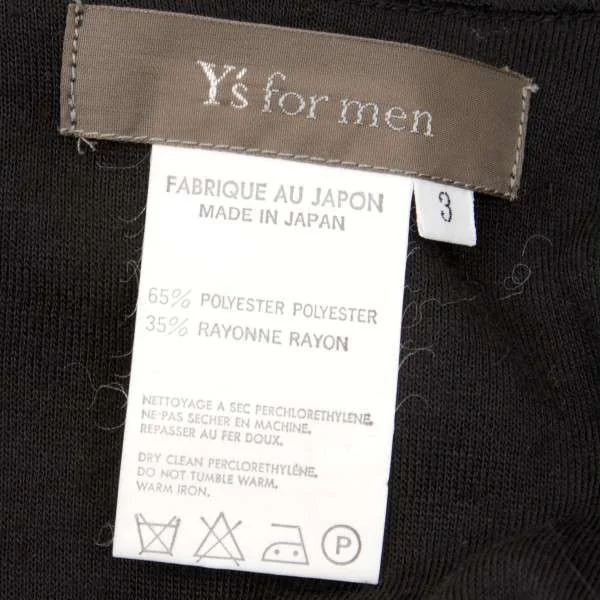 Y's for men
3
FABRIQUE AU JAPON
MADE IN JAPAN
65% POLYESTER POLYESTER
35% RAYONNE RAYON
NETTOYAGE A SEC PERCHLORETHYLENE.
NE PAS SECHER EN MACHINE.
REPASSER AU FER DOUX.
DRY CLEAN PERCLORETHYLËNE.
DO NOT TUMBLE WARM.
WARM IRON.
P